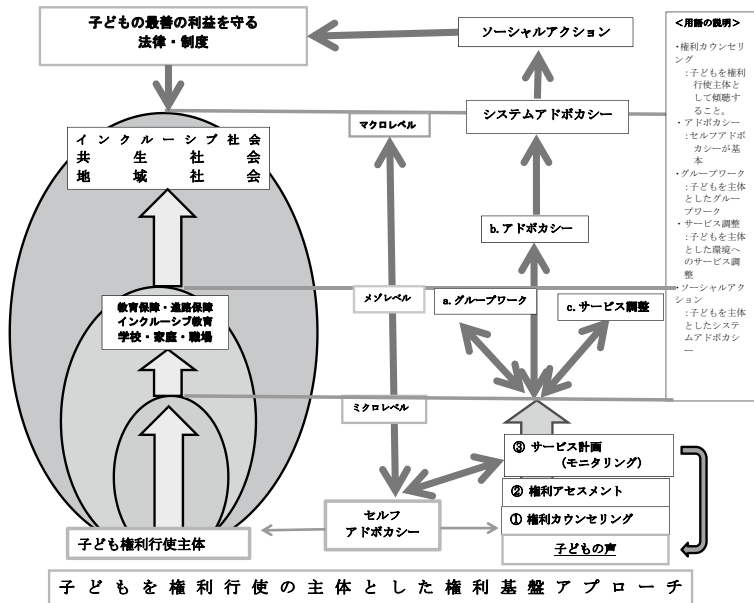 子どもの最善の利益を守る
法律・制度
ソーシャルアクション
マクロレベル
システムアドボカシー
インクルーシブ社会
共生社会
地域社会
b.アドボカシー
メゾレベル
a.グループワーク
c.サービス調整
教育保障・進路保障
インクルーシブ教育
学校・家庭・職場
ミクロレベル
③ サービス計画
（モニタリング）
② 権利アセスメント
① 権利カウンセリング
子どもの声
セルフ
アドボカシー
子ども権利行使主体
子どもを権利行使の主体とした権利基盤アプローチ
＜用語の説明＞
・権利カウンセリ
ング
：子どもを権利
行使主体と
して傾聴す
ること。
・アドボカシー
：セルフアドボ
カシーが基
本
・グループワーク
：子どもを主体
としたグルー
プワーク
・サービス調整
：子どもを主体
とした環境へ
のサービス調
整
・ソーシャルアク
ション
：子どもを主体
としたシステ
ムアドボカシ
ー